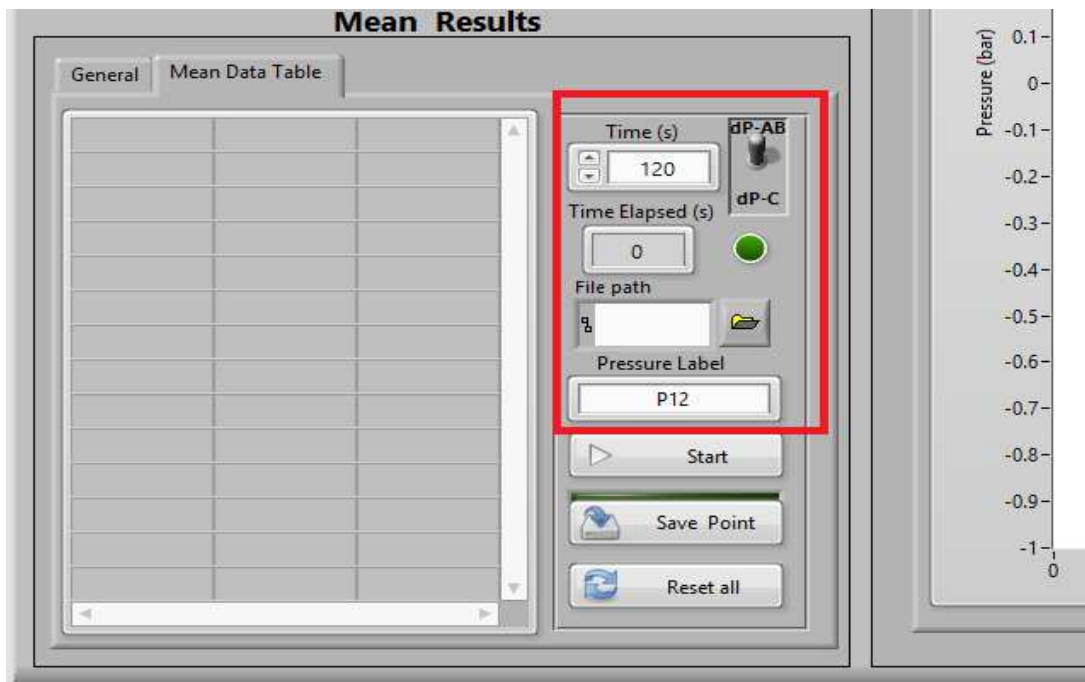 Mean Results
General
Mean Data Table
Time (s)
120
dP-AB
dP-C
Time Elapsed (s)
0
File path
Pressure Label
P12
Start
Save Point
Reset all
Pressure (bar)
0.1
0
-0.1
-0.2
-0.3
-0.4
-0.5
-0.6
-0.7
-0.8
-0.9
-1
0